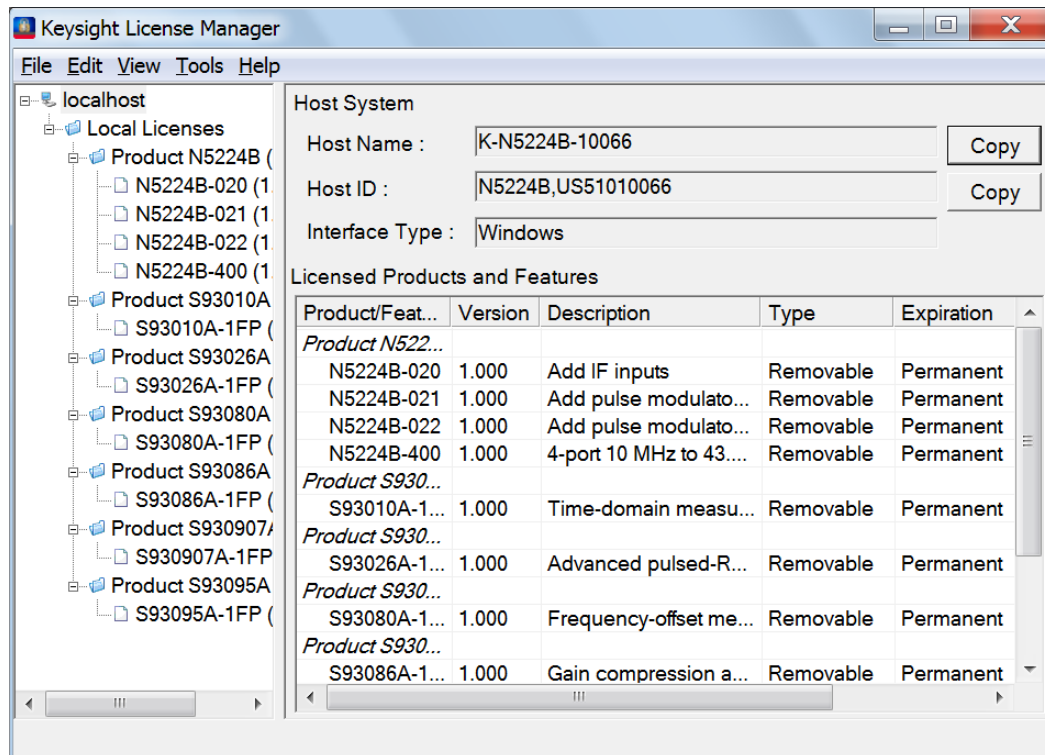 Keysight License Manager
File Edit View Tools Help
localhost
Local Licenses
Product N5224B (
N5224B-020 (1.
N5224B-021 (1.
N5224B-022 (1
N5224B-400 (1
Product S93010A
S93010A-1FP (
Product S93026A
S93026A-1FP (
Product S93080A
S93080A-1FP (
Product S93086A
S93086A-1FP (
Product S930907A
S930907A-1FP
Product S93095A
S93095A-1FP (
Host System
Host Name : K-N5224B-10066 Copy
Host ID : N5224B,US51010066 Copy
Interface Type : Windows
Licensed Products and Features
Product/Feat... Version Description Type Expiration
Product N522...
N5224B-020 1.000 Add IF inputs Removable Permanent
N5224B-021 1.000 Add pulse modulato... Removable Permanent
N5224B-022 1.000 Add pulse modulato... Removable Permanent
N5224B-400 1.000 4-port 10 MHz to 43.... Removable Permanent
Product S930...
S93010A-1... 1.000 Time-domain measu... Removable Permanent
Product S930...
S93026A-1... 1.000 Advanced pulsed-R... Removable Permanent
Product S930...
S93080A-1... 1.000 Frequency-offset me... Removable Permanent
Product S930...
S93086A-1... 1.000 Gain compression a... Removable Permanent